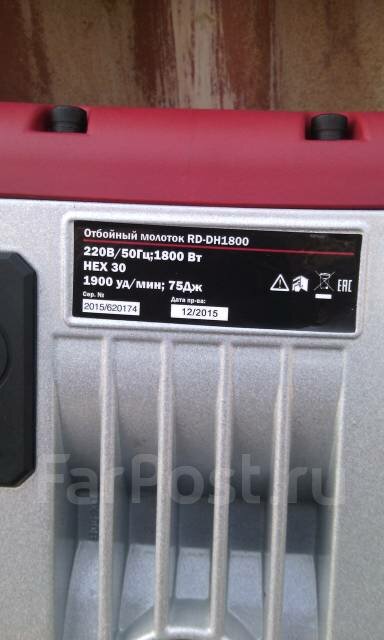 Отбойный молоток RD-DH1800
220В/50Гц;1800 Вт
HEX 30
1900 уд/мин; 75Дж
Сер. № Дата пр-ва:
2015/620174 12/2015
EAC
FarPost.ru